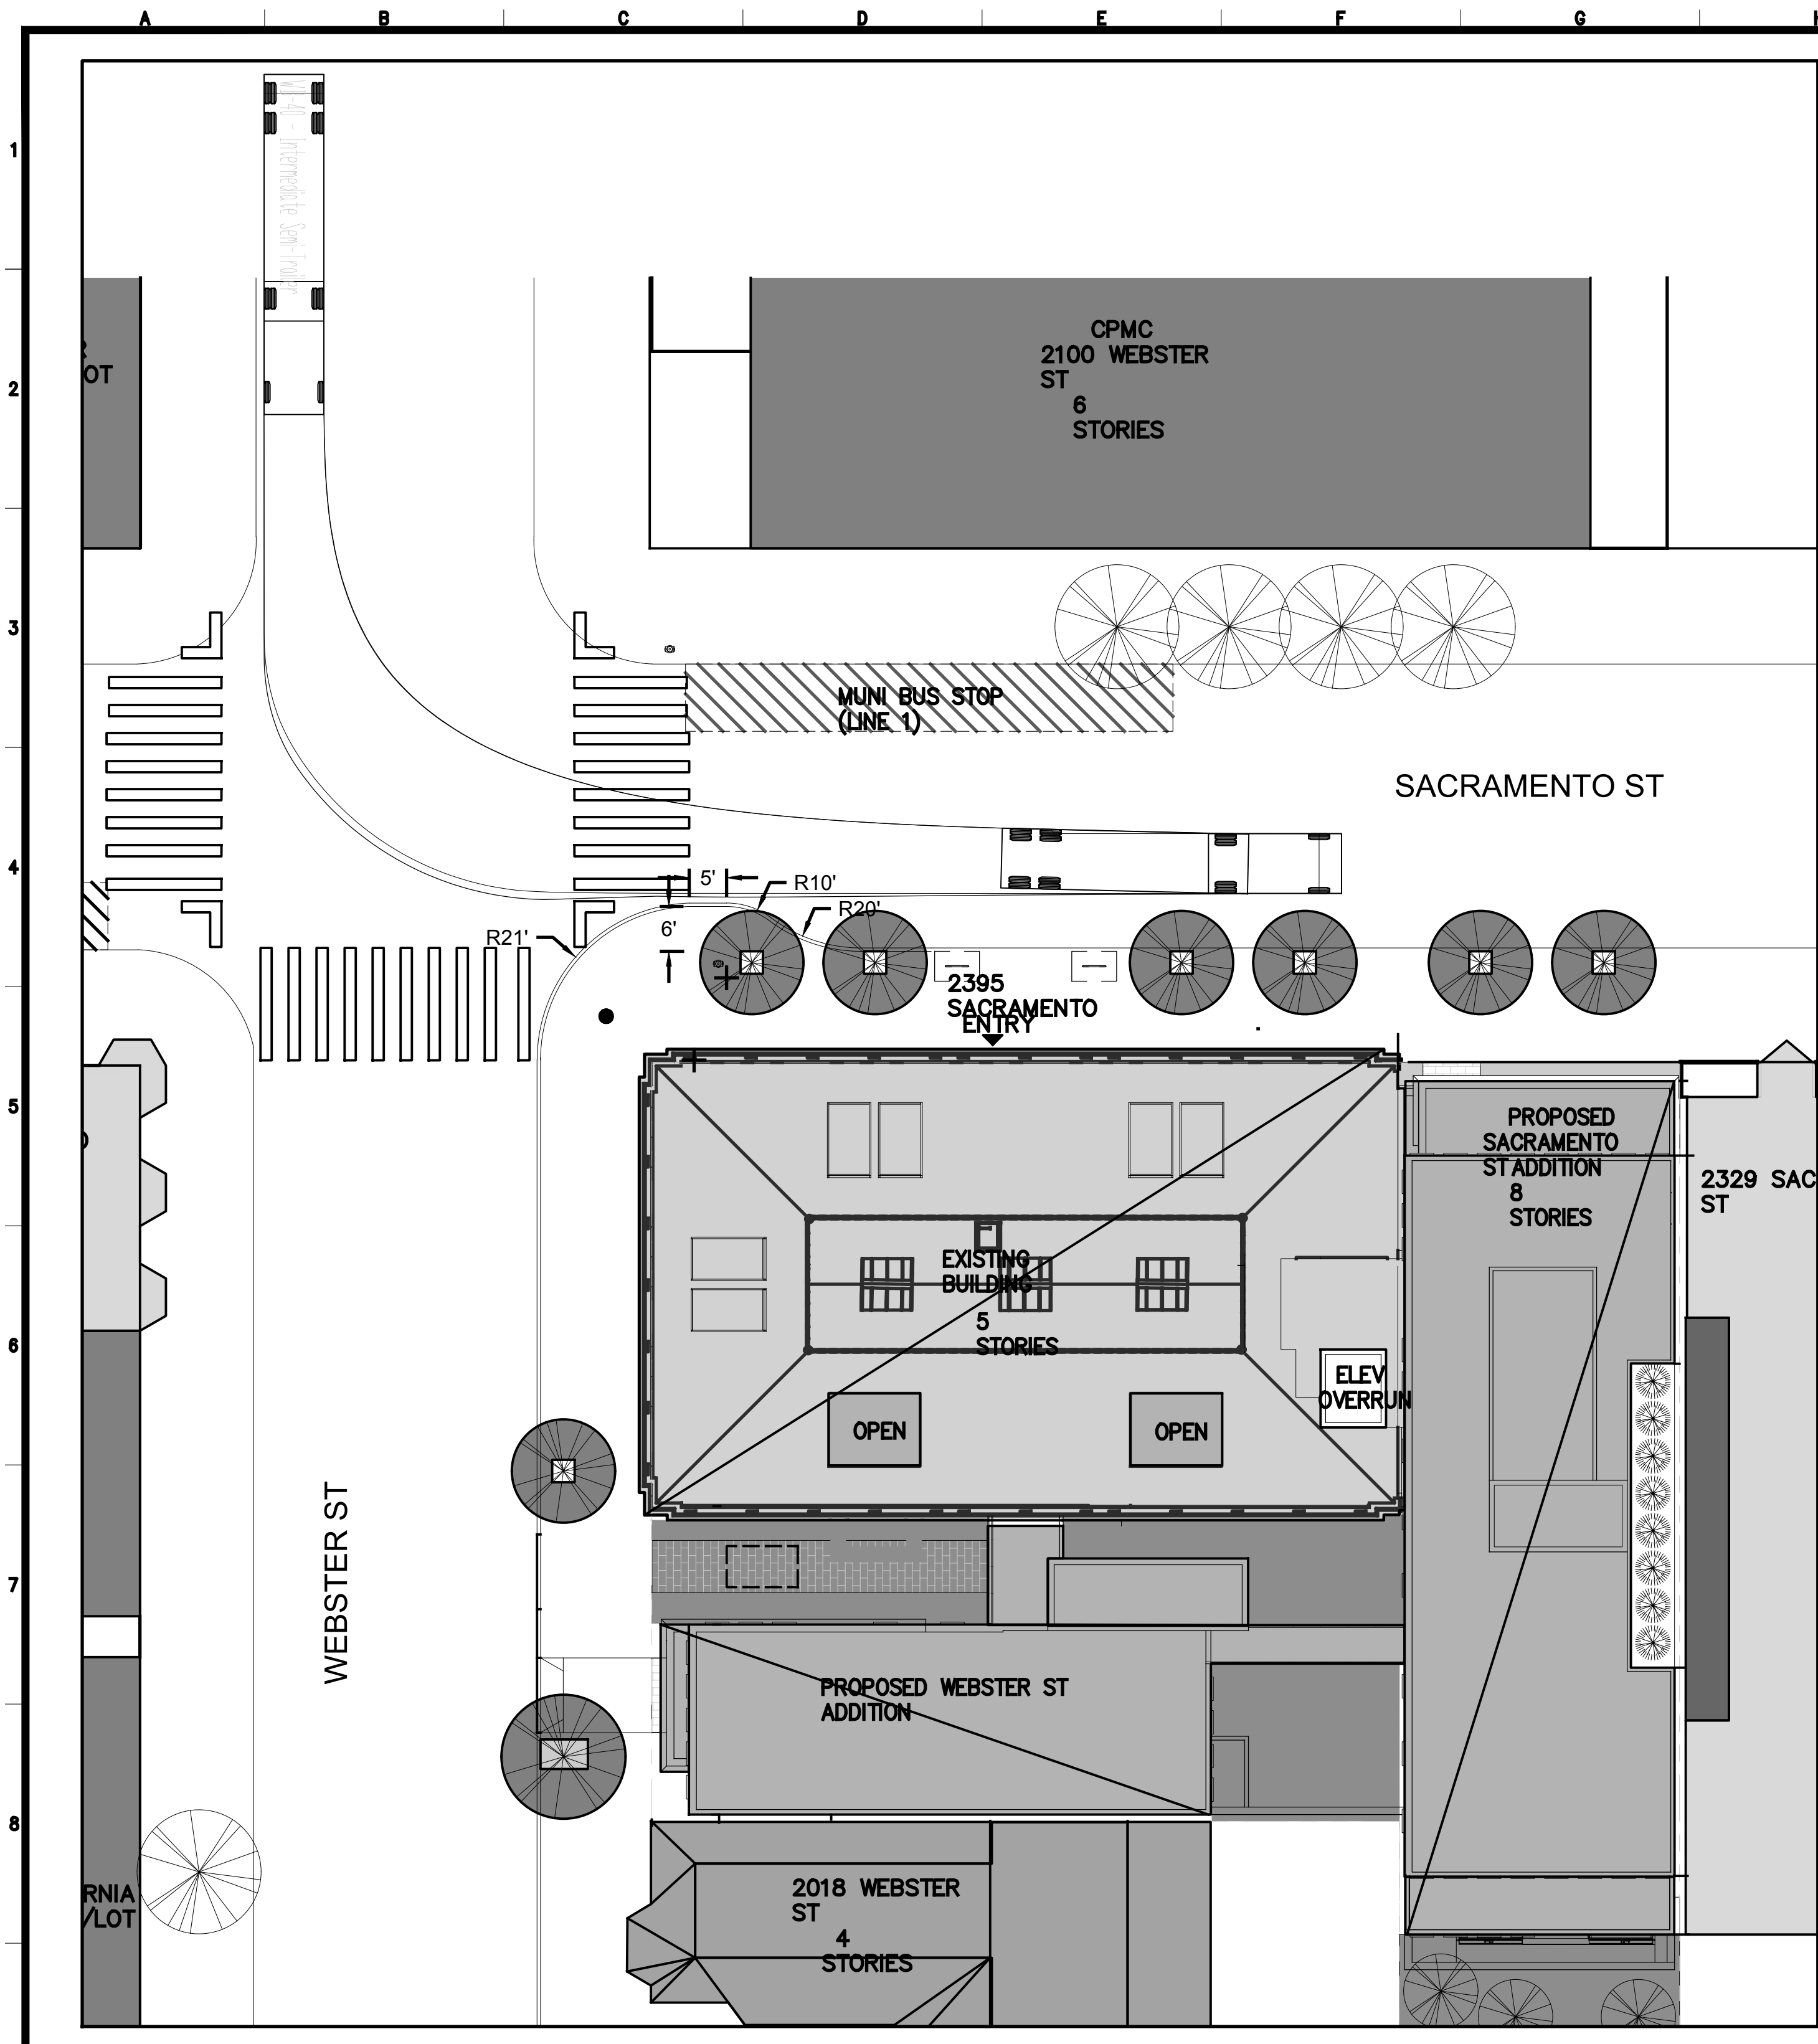 A B C D E F G
1
WB-40 - Intermediate Semi-Trailer
CPMC
2100 WEBSTER
ST
6
STORIES
OT
2
3
MUNI BUS STOP
(LINE 1)
SACRAMENTO ST
4
5'
R10'
R20'
6'
R21'
2395
SACRAMENTO
ENTRY
5
PROPOSED
SACRAMENTO
ST ADDITION
8
STORIES
2329 SAC
ST
EXISTING
BUILDING
5
STORIES
6
ELEV
OVERRUN
OPEN
OPEN
WEBSTER ST
7
PROPOSED WEBSTER ST
ADDITION
8
2018 WEBSTER
ST
4
STORIES
RNIA
/LOT